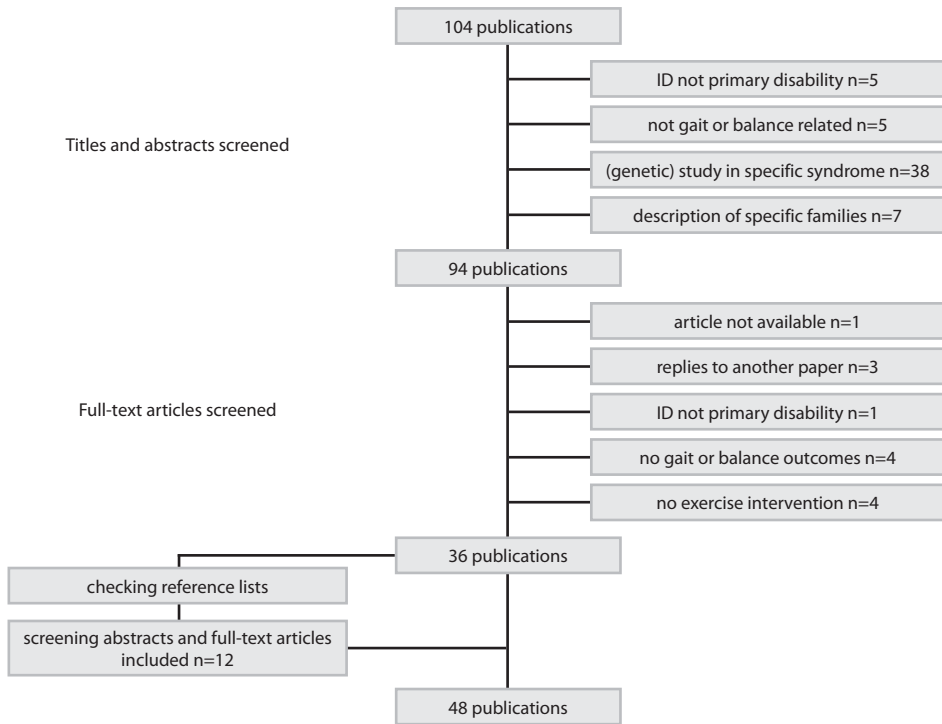 104 publications
ID not primary disability n=5
not gait or balance related n=5
Titles and abstracts screened
(genetic) study in specific syndrome n=38
description of specific families n=7
94 publications
article not available n=1
replies to another paper n=3
Full-text articles screened
ID not primary disability n=1
no gait or balance outcomes n=4
no exercise intervention n=4
36 publications
checking reference lists
screening abstracts and full-text articles
included n=12
48 publications